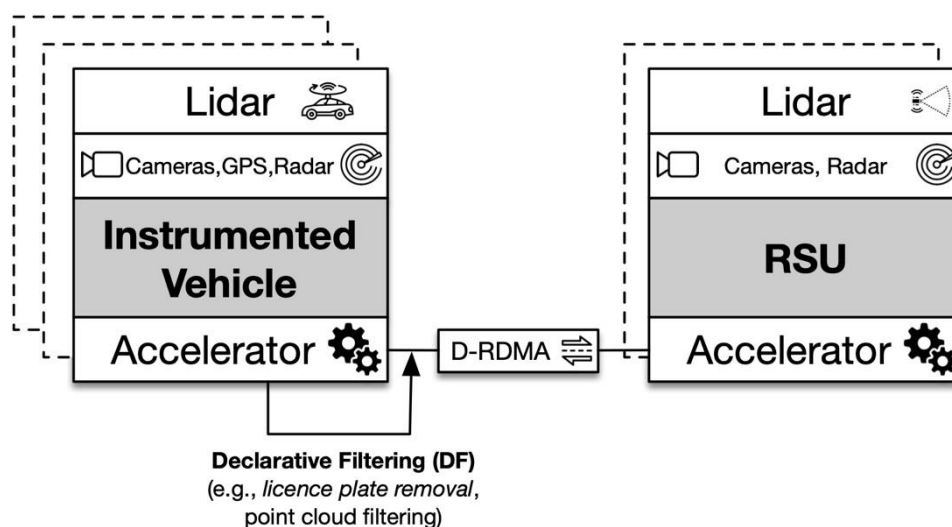 Lidar
Cameras,GPS,Radar
Instrumented
Vehicle
Accelerator
D-RDMA
Lidar
Cameras, Radar
RSU
Accelerator
Declarative Filtering (DF)
(e.g., licence plate removal,
point cloud filtering)